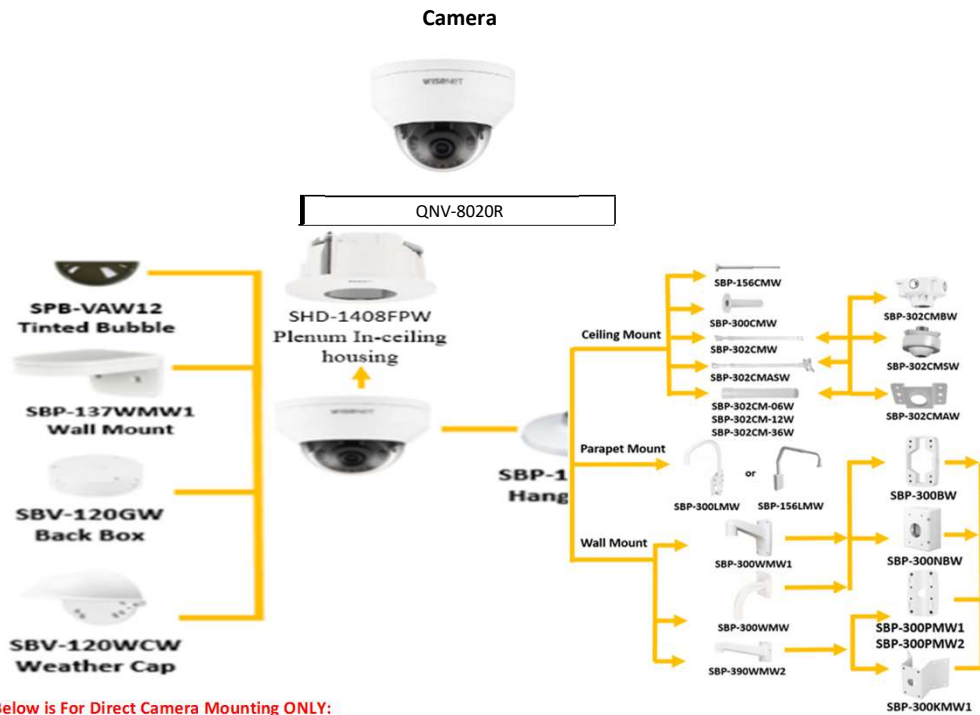 Camera
WISENET
QNV-8020R
SPB-VAW12
Tinted Bubble
SBP-137WMW1
Wall Mount
SBV-120GW
Back Box
SBV-120WCW
Weather Cap
SHD-1408FPW
Plenum In-ceiling
housing
WISENET
SBP-1
Hang
Ceiling Mount
SBP-156CMW
SBP-300CMW
SBP-302CMW
SBP-302CMASW
SBP-302CM-06W
SBP-302CM-12W
SBP-302CM-36W
SBP-302CMBW
SBP-302CMSW
SBP-302CMAW
Parapet Mount
SBP-300LMW
or
SBP-156LMW
Wall Mount
SBP-300WMW1
SBP-300WMW
SBP-390WMW2
SBP-300BW
SBP-300NBW
SBP-300PMW1
SBP-300PMW2
SBP-300KMW1
Below is For Direct Camera Mounting ONLY: